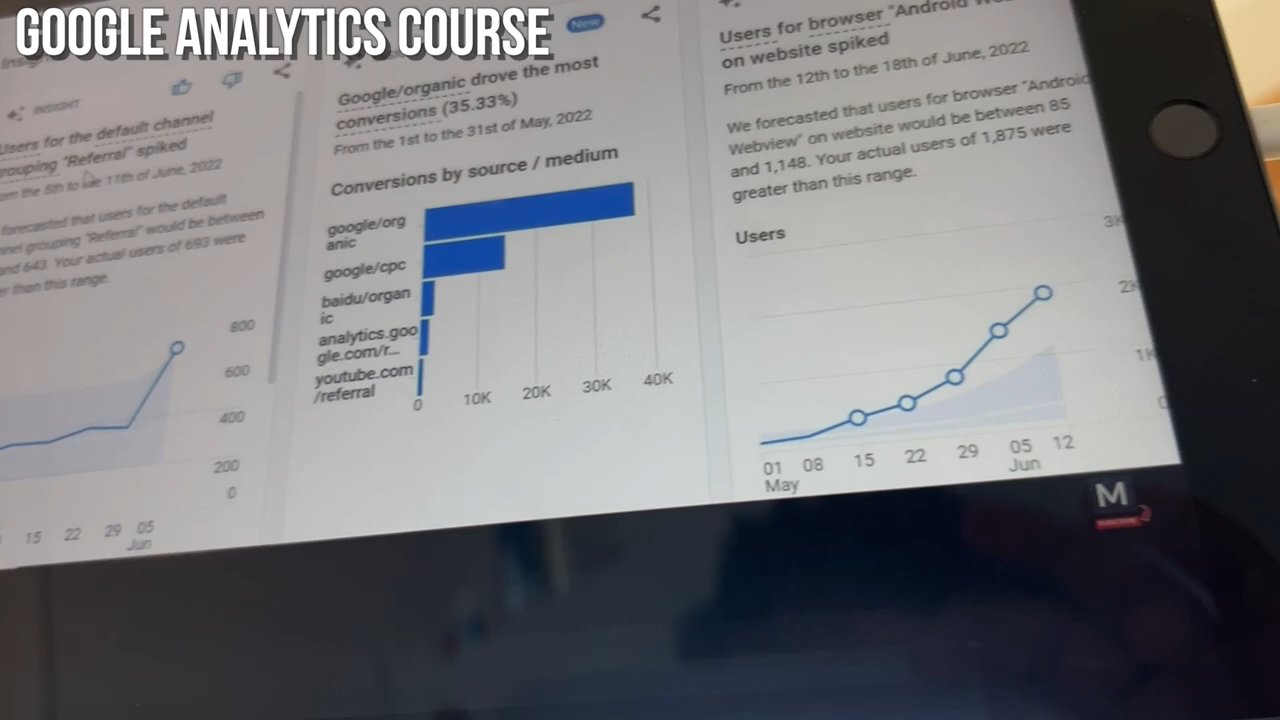 GOOGLE ANALYTICS COURSE
INSIGHT
Users for the default channel
grouping "Referral" spiked
From the 5th to the 11th of June, 2022
forecasted that users for the default
channel grouping "Referral" would be between
and 643. Your actual users of 693 were
than this range.
800
600
400
200
0
15 22 29 05
Jun
New
Google/organic drove the most
conversions (35.33%)
From the 1st to the 31st of May, 2022
Conversions by source / medium
google/org
anic
google/cpc
baidu/organ
ic
analytics.goo
gle.com/r...
youtube.com
/referral
0 10K 20K 30K 40K
Users for browser "Android
on website spiked
From the 12th to the 18th of June, 2022
We forecasted that users for browser "Android
Webview" on website would be between 85
and 1,148. Your actual users of 1,875 were
greater than this range.
Users
3K
2K
1K
0
01 08 15 22 29 05 12
May Jun
M